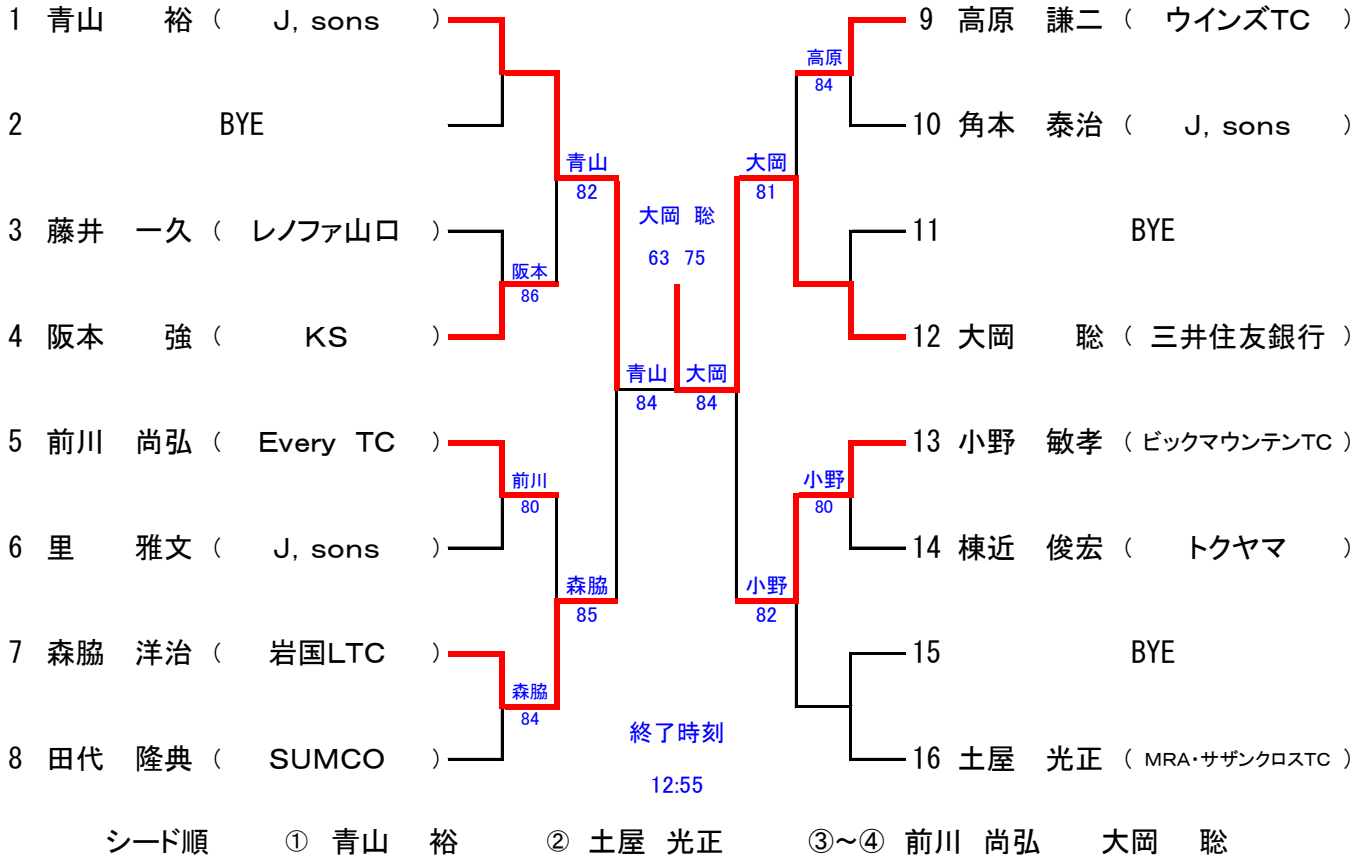 1 青山 裕 ( J, sons )
9 高原 謙二 ( ウインズTC )
高原
84
2 BYE
10 角本 泰治 ( J, sons )
青山
82
大岡
81
3 藤井 一久 ( レノファ山口 )
大岡 聡
11 BYE
63 75
阪本
86
4 阪本 強 ( KS )
12 大岡 聡 ( 三井住友銀行 )
青山
84
大岡
84
5 前川 尚弘 ( Every TC )
13 小野 敏孝 ( ビックマウンテンTC )
前川
80
小野
80
6 里 雅文 ( J, sons )
14 棟近 俊宏 ( トクヤマ )
森脇
85
小野
82
7 森脇 洋治 ( 岩国LTC )
15 BYE
森脇
84
終了時刻
8 田代 隆典 ( SUMCO )
16 土屋 光正 ( MRA・サザンクロスTC )
12:55
シード順 ① 青山 裕 ② 土屋 光正 ③~④ 前川 尚弘 大岡 聡